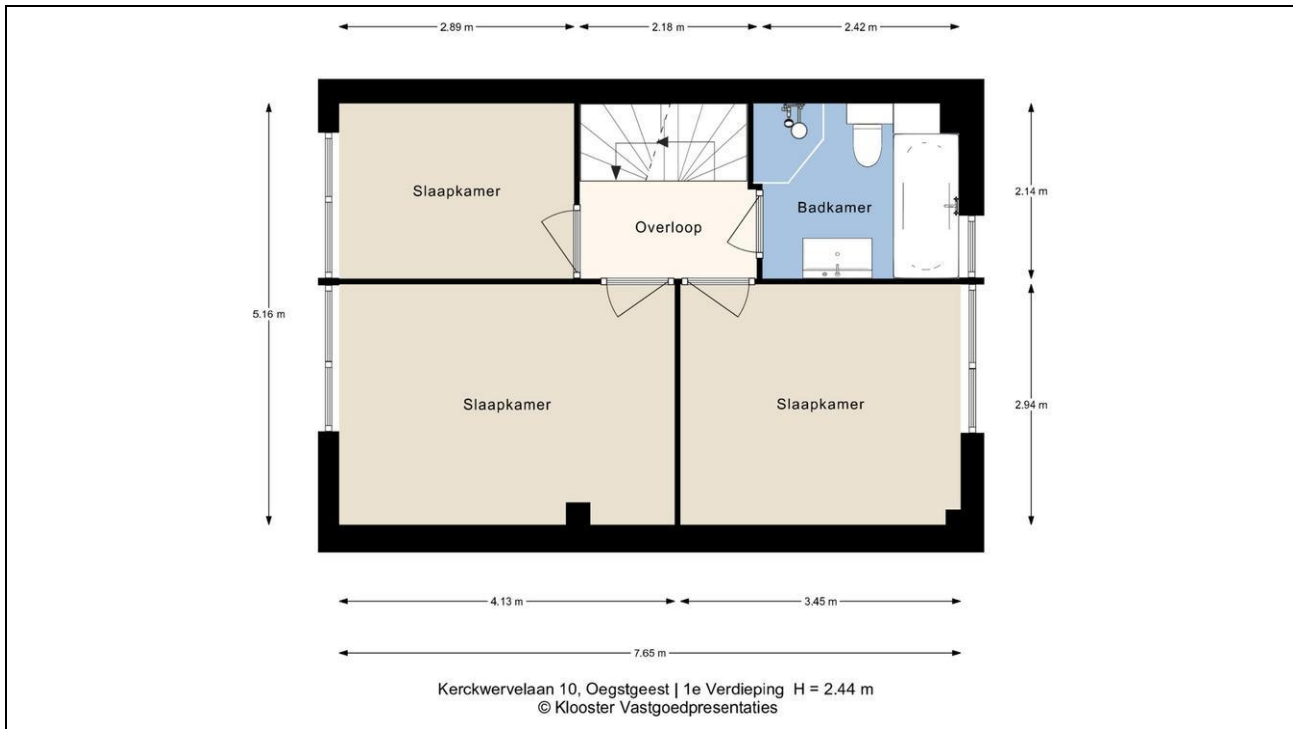 2.89 m 2.18 m 2.42 m
Slaapkamer
Badkamer
2.14 m
Overloop
5.16 m
Slaapkamer
Slaapkamer
2.94 m
4.13 m 3.45 m
7.65 m
Kerckwervelaan 10, Oegstgeest | 1e Verdieping H = 2.44 m
© Klooster Vastgoedpresentaties